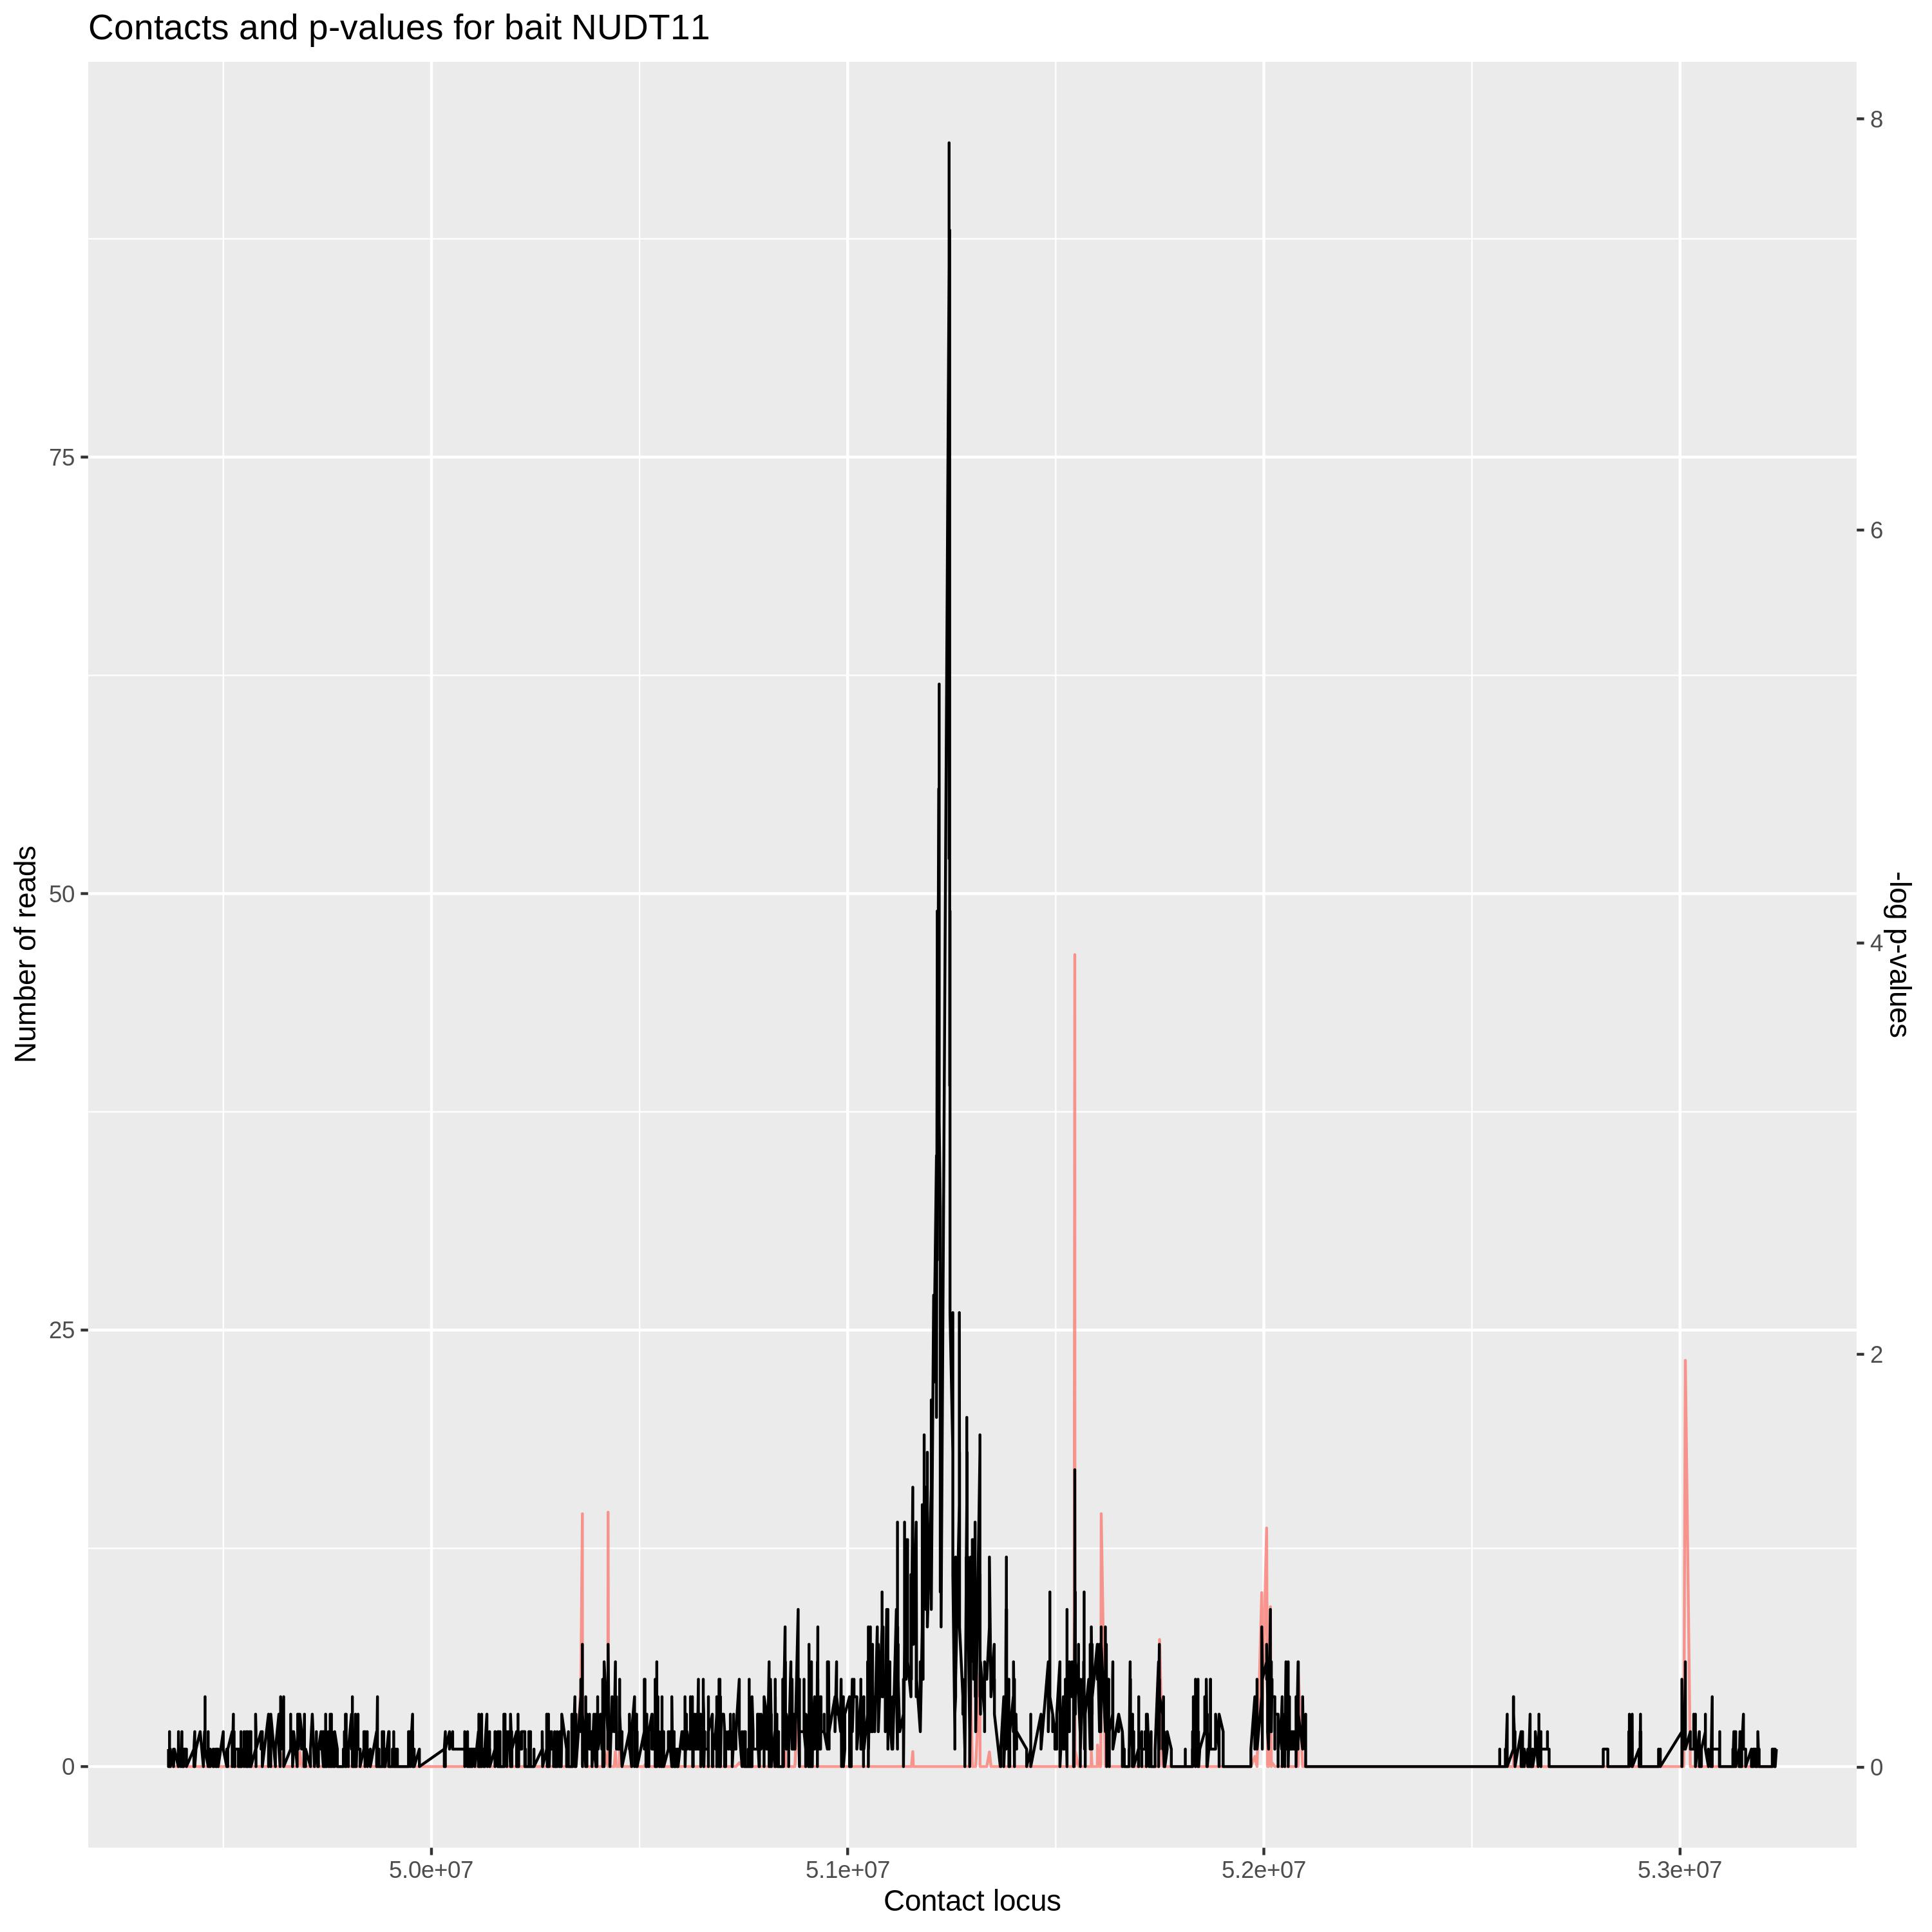 Contacts and p-values for bait NUDT11
Number of reads
75
50
25
0
8
6
4
2
0
-log p-values
5.0e+07
5.1e+07
5.2e+07
5.3e+07
Contact locus